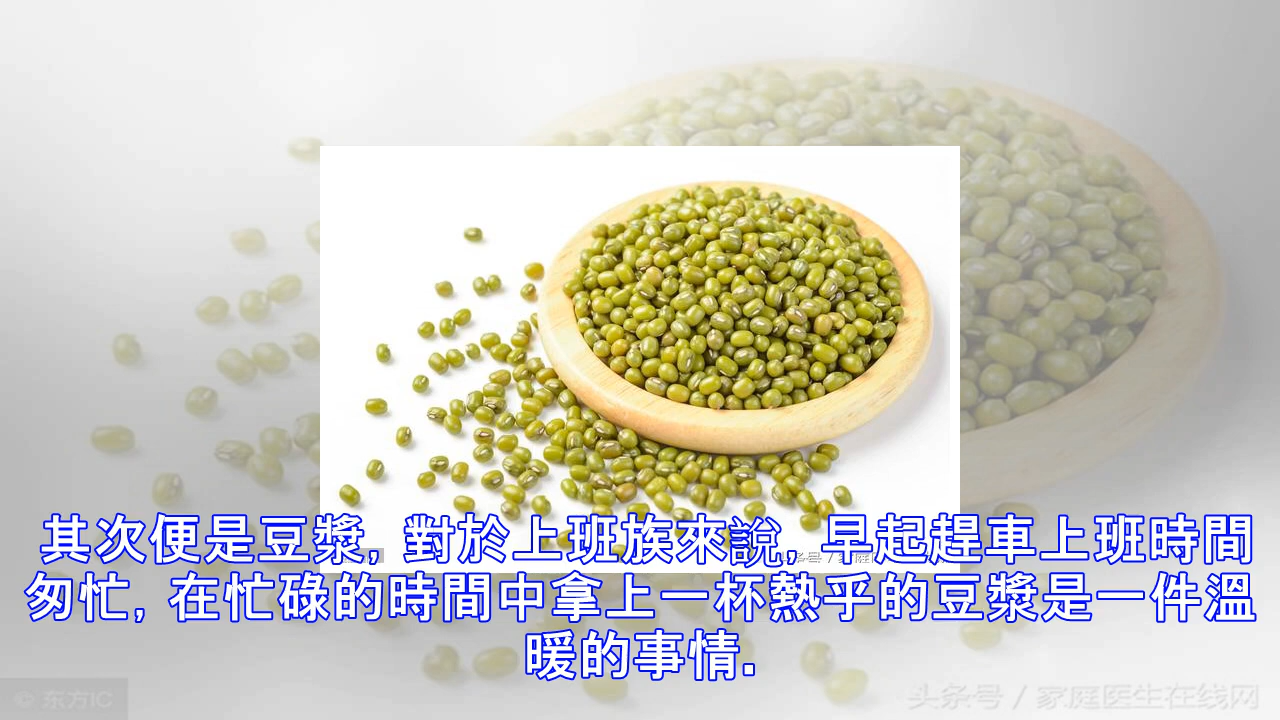 其次便是豆漿, 對於上班族來說, 早起趕車上班時間
匆忙, 在忙碌的時間中拿上一杯熱乎的豆漿是一件溫
暖的事情.
© 东方IC
头条号 / 家庭医生在线网